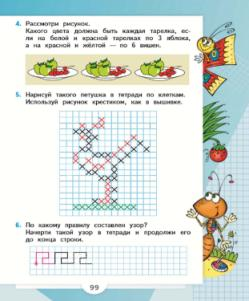 4. Рассмотри рисунок.
Какого цвета должна быть каждая тарелка, ес-
ли на белой и красной тарелках по 3 яблока,
а на красной и жёлтой — по 6 вишен.
5. Нарисуй такого петушка в тетради по клеткам.
Используй рисунок крестиком, как в вышивке.
6. По какому правилу составлен узор?
Начерти такой узор в тетради и продолжи его
до конца строки.
99